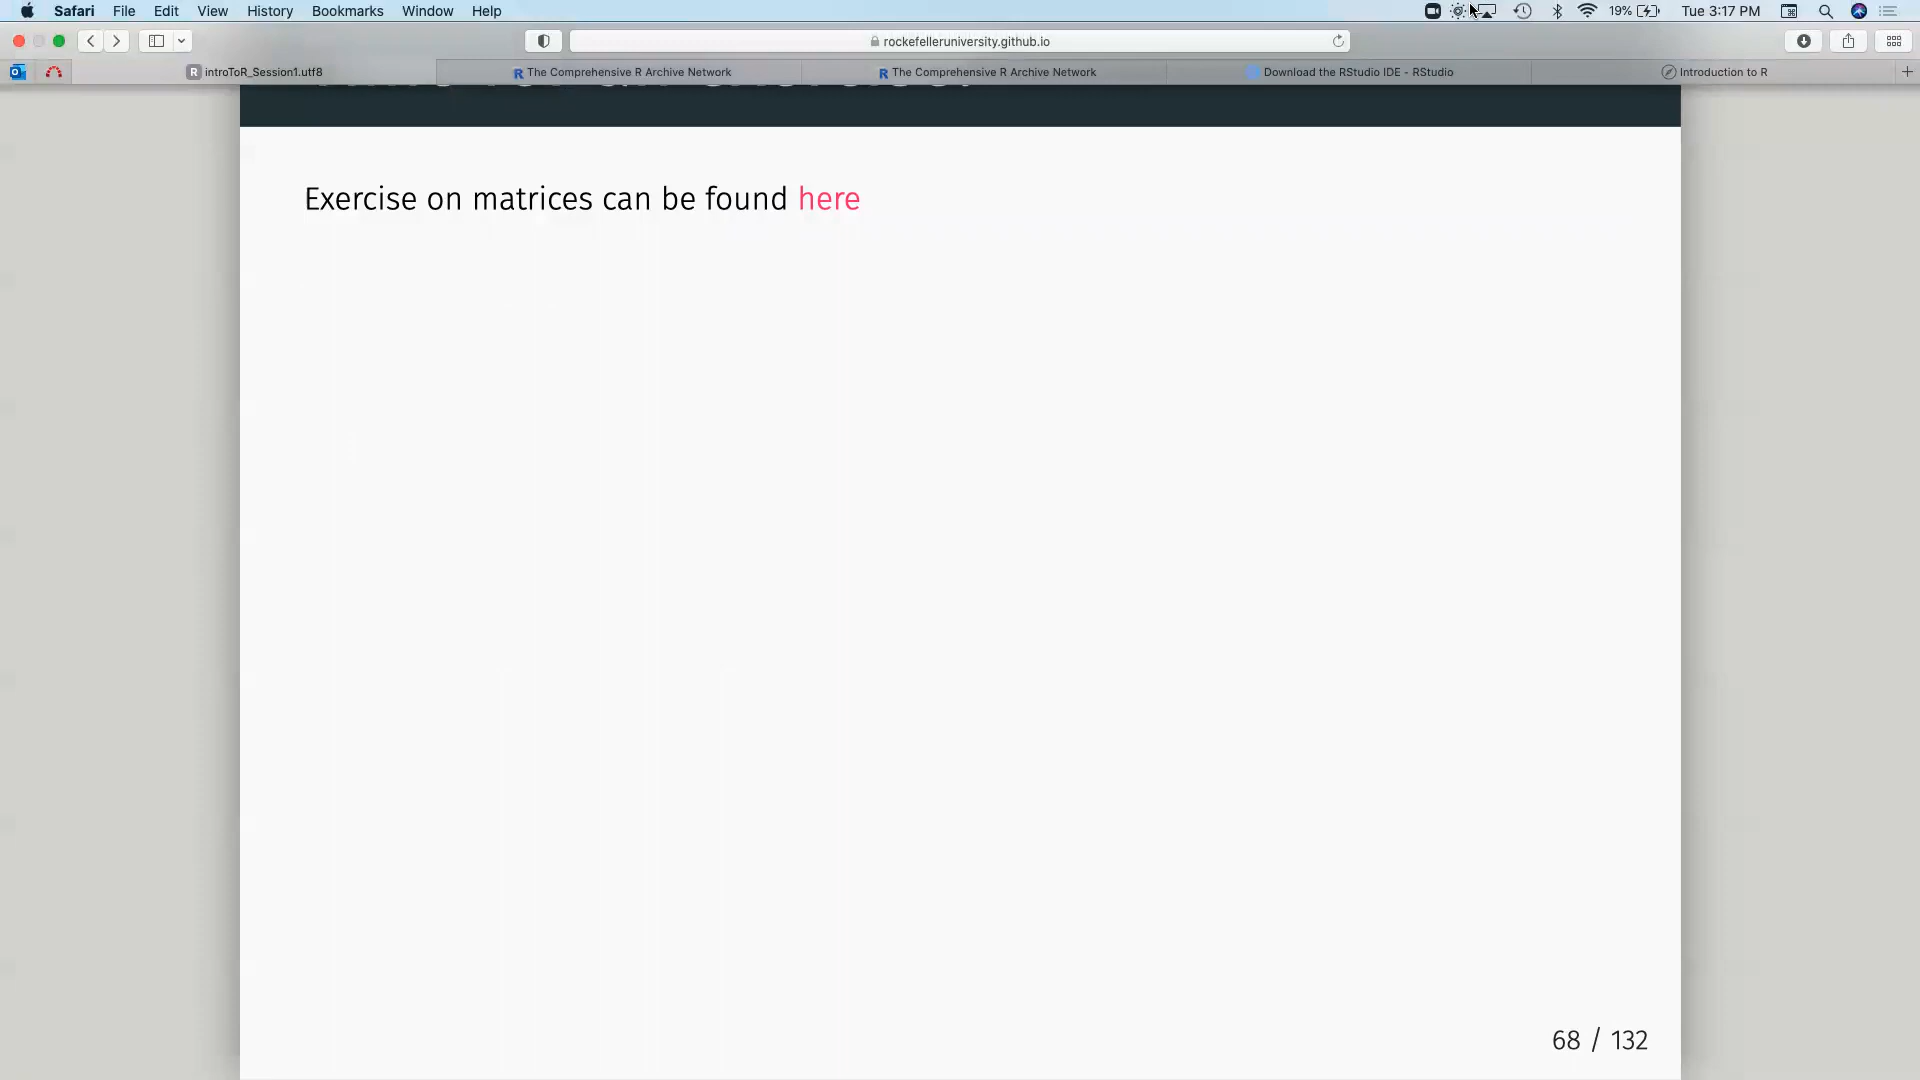 Safari File Edit View History Bookmarks Window Help 19% Tue 3:17 PM
rockefelleruniversity.github.io
introToR_Session1.utf8 The Comprehensive R Archive Network The Comprehensive R Archive Network Download the RStudio IDE - RStudio Introduction to R
Exercise on matrices can be found here
68 / 132